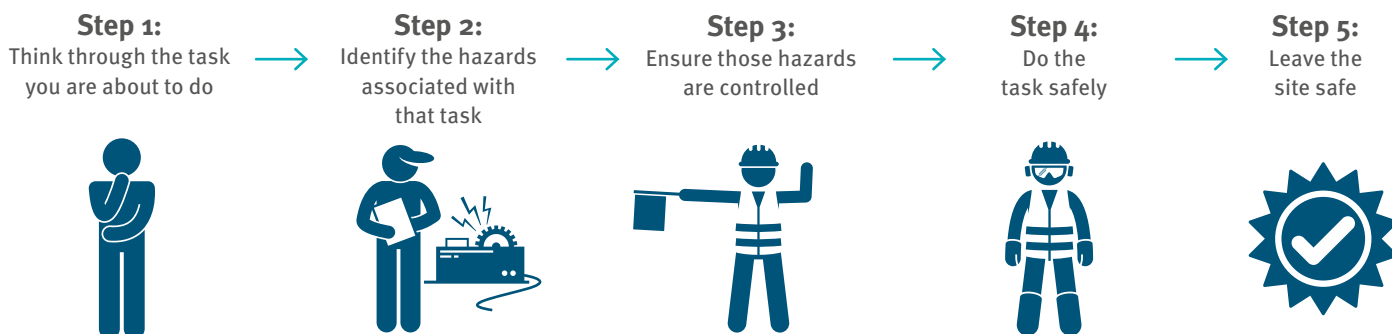 Step 1:
Think through the task
you are about to do
Step 2:
Identify the hazards
associated with
that task
Step 3:
Ensure those hazards
are controlled
Step 4:
Do the
task safely
Step 5:
Leave the
site safe